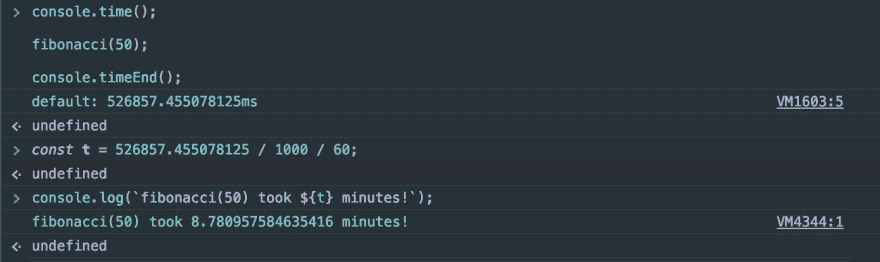 > console.time();
fibonacci(50);
console.timeEnd();
default: 526857.455078125ms VM1603:5
undefined
> const t = 526857.455078125 / 1000 / 60;
undefined
> console.log(`fibonacci(50) took ${t} minutes!`);
fibonacci(50) took 8.780957584635416 minutes! VM4344:1
undefined